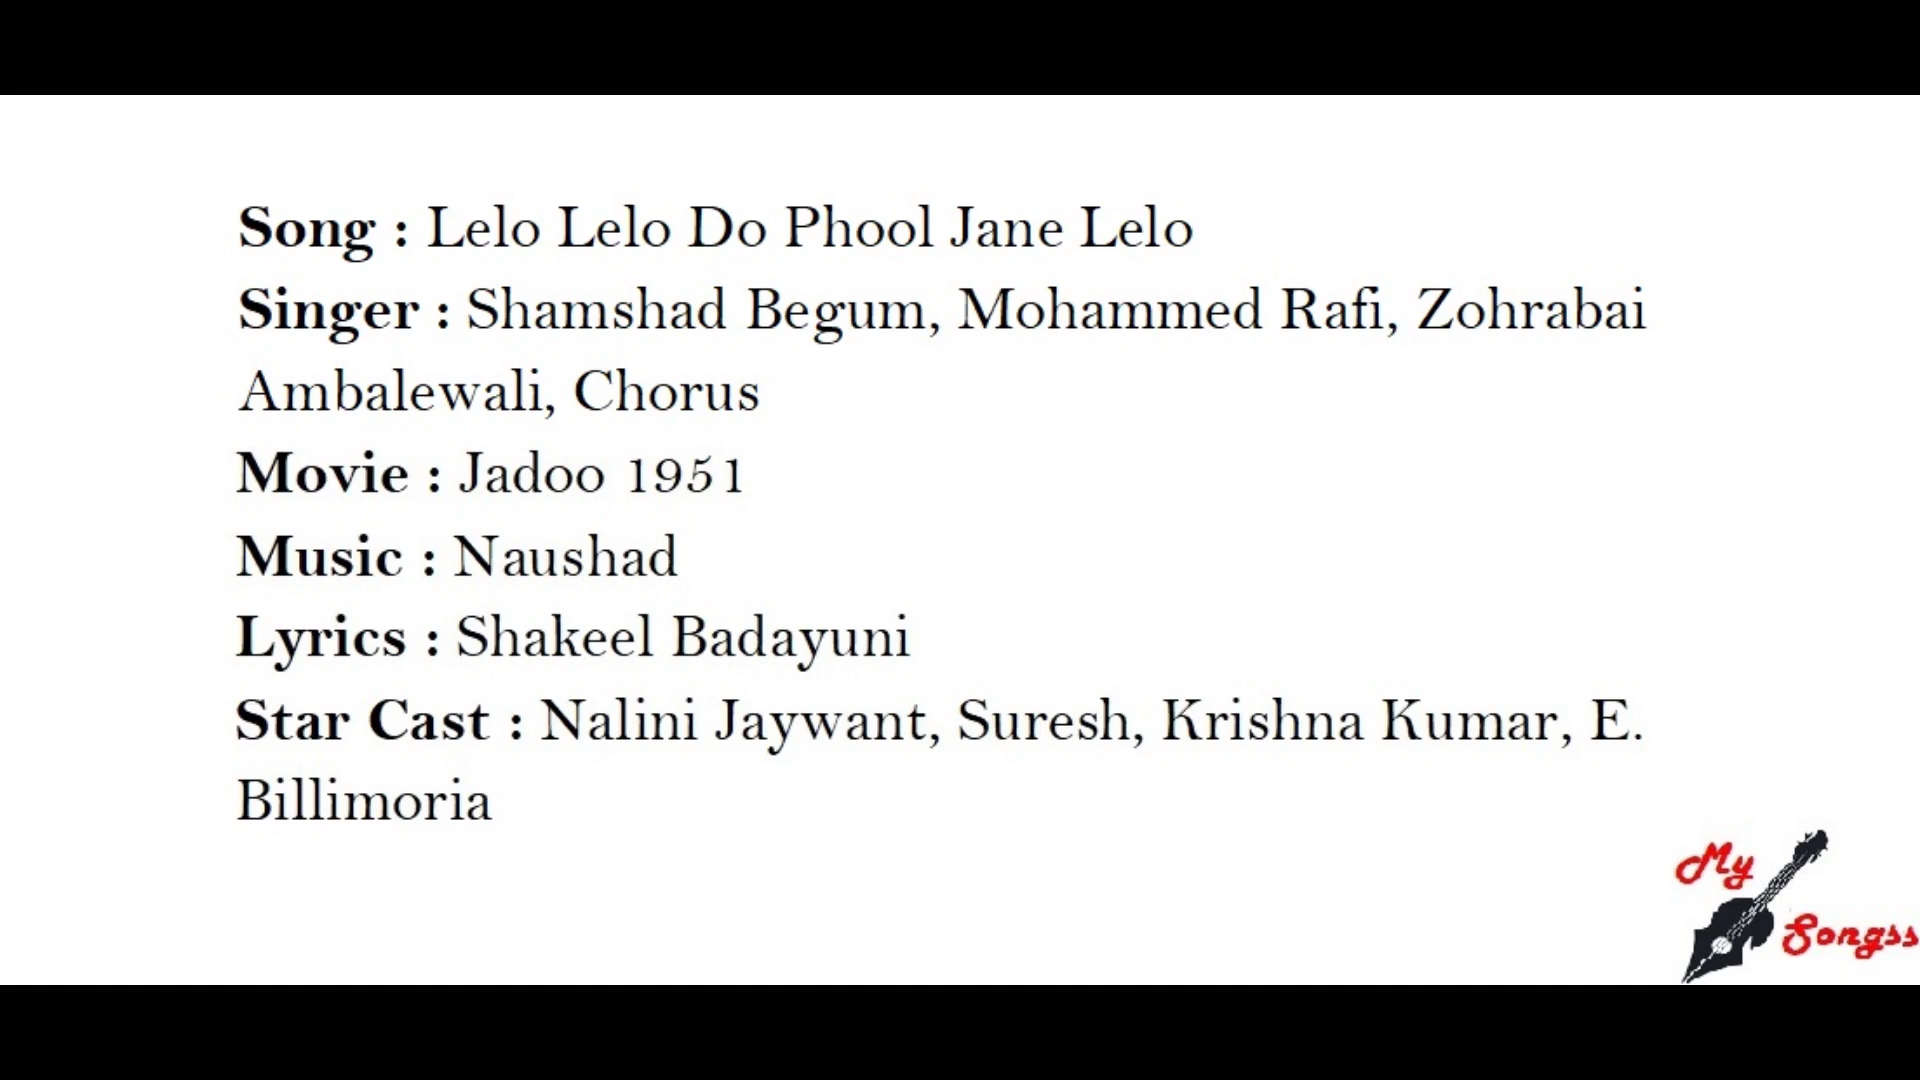 Song : Lelo Lelo Do Phool Jane Lelo
Singer : Shamshad Begum, Mohammed Rafi, Zohrabai
Ambalewali, Chorus
Movie : Jadoo 1951
Music : Naushad
Lyrics : Shakeel Badayuni
Star Cast : Nalini Jaywant, Suresh, Krishna Kumar, E.
Billimoria
My
Songss